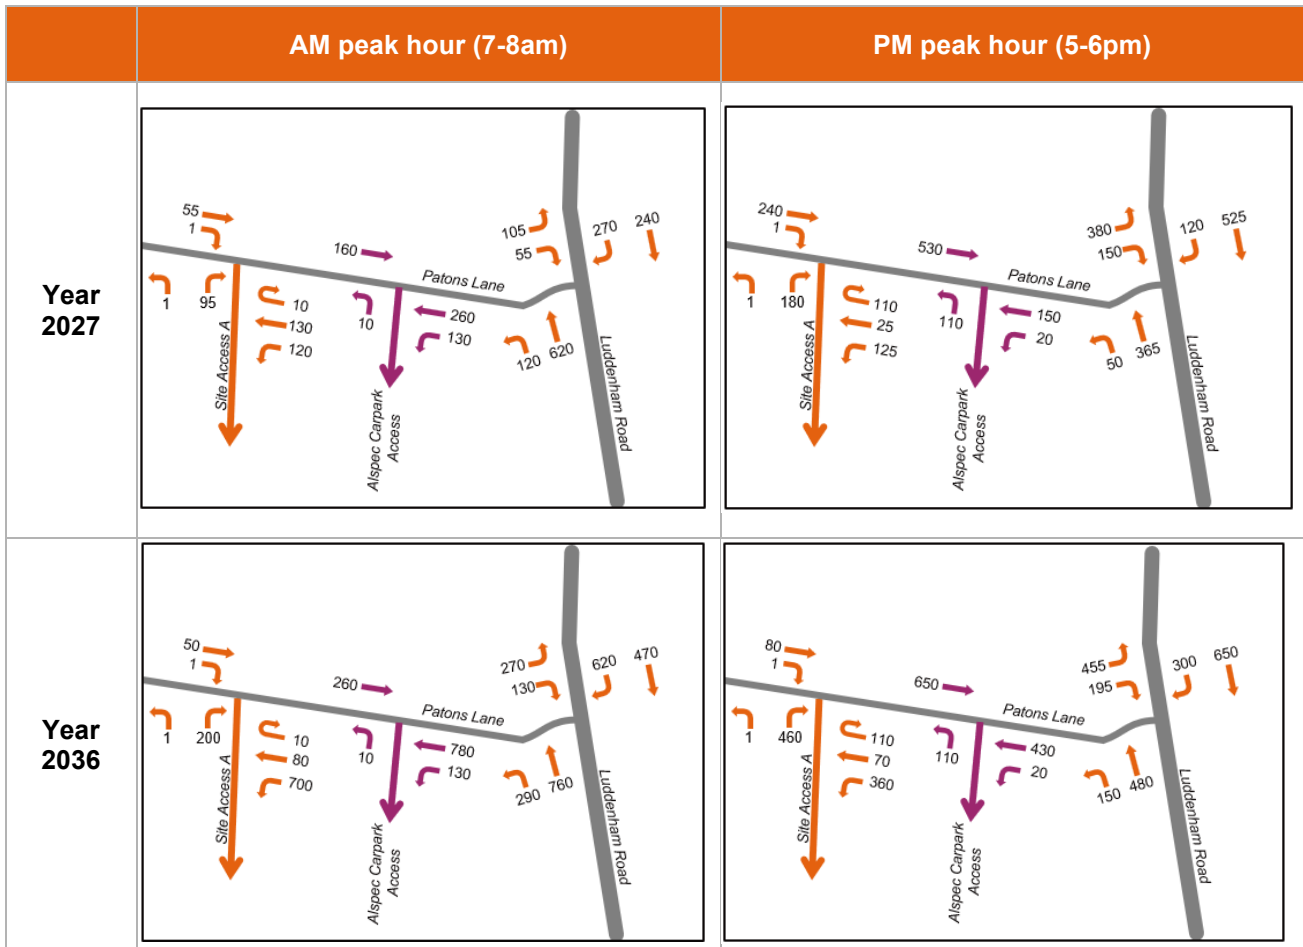 AM peak hour (7-8am)
PM peak hour (5-6pm)
Year
2027
55
1
1
95
10
130
120
Site Access A
160
10
260
130
Alspec Carpark
Access
Patons Lane
105
55
270
240
120
620
Luddenham Road
240
1
1
180
110
25
125
Site Access A
530
110
150
20
Alspec Carpark
Access
Patons Lane
380
150
120
525
50
365
Luddenham Road
Year
2036
50
1
1
200
10
80
700
Site Access A
260
10
780
130
Alspec Carpark
Access
Patons Lane
270
130
620
470
290
760
Luddenham Road
80
1
1
460
110
70
360
Site Access A
650
110
430
20
Alspec Carpark
Access
Patons Lane
455
195
300
650
150
480
Luddenham Road